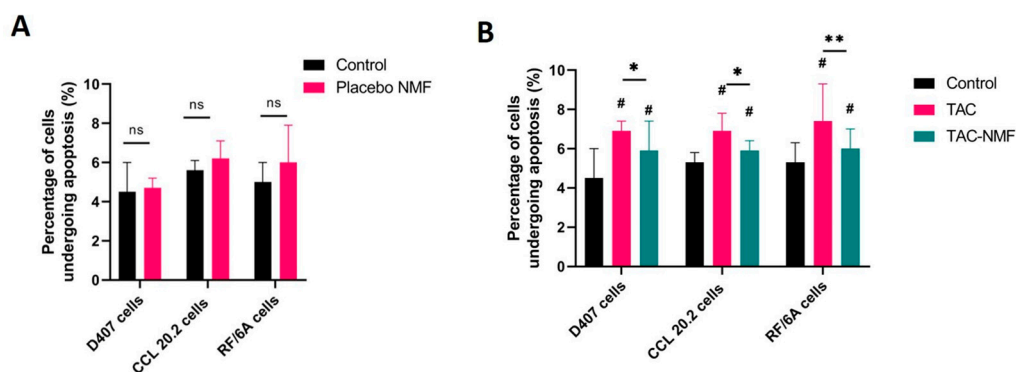 A
Control
Placebo NMF
Percentage of cells
undergoing apoptosis (%)
10
8
6
4
2
0
ns
ns
ns
D407 cells
CCL 20.2 cells
RF/6A cells
B
Control
TAC
TAC-NMF
Percentage of cells
undergoing apoptosis (%)
10
8
6
4
2
0
*
# #
*
# #
**
# #
D407 cells
CCL 20.2 cells
RF/6A cells